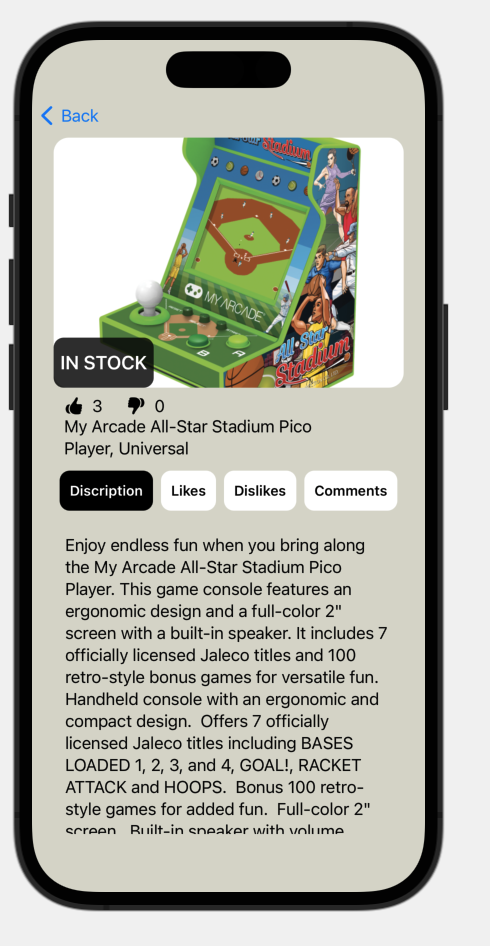 Back
Stadium
MY ARCADE
B A
All-Star
Stadium
IN STOCK
3 0
My Arcade All-Star Stadium Pico
Player, Universal
Discription Likes Dislikes Comments
Enjoy endless fun when you bring along
the My Arcade All-Star Stadium Pico
Player. This game console features an
ergonomic design and a full-color 2"
screen with a built-in speaker. It includes 7
officially licensed Jaleco titles and 100
retro-style bonus games for versatile fun.
Handheld console with an ergonomic and
compact design.  Offers 7 officially
licensed Jaleco titles including BASES
LOADED 1, 2, 3, and 4, GOAL!, RACKET
ATTACK and HOOPS.  Bonus 100 retro-
style games for added fun.  Full-color 2"
screen.  Built-in speaker with volume